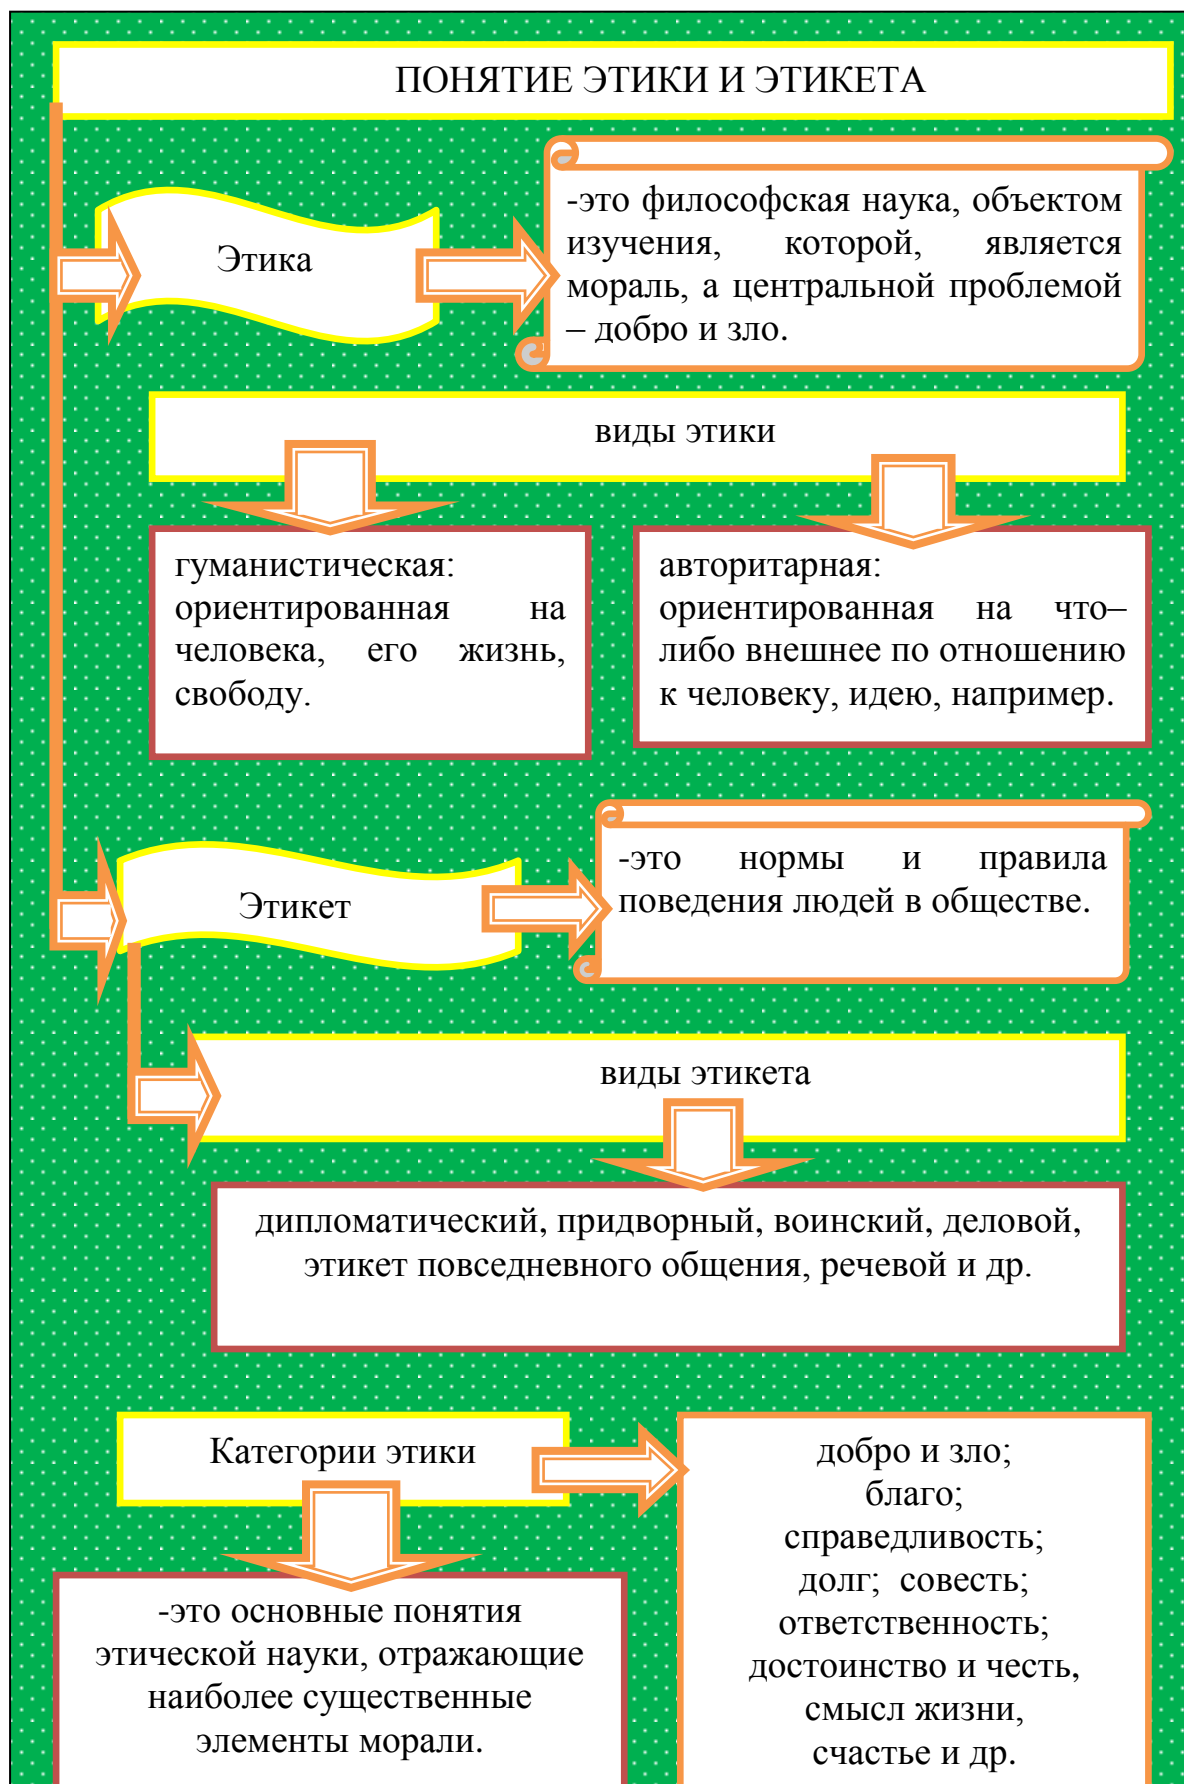 ПОНЯТИЕ ЭТИКИ И ЭТИКЕТА
Этика
-это философская наука, объектом
изучения, которой, является
мораль, а центральной проблемой
– добро и зло.
виды этики
гуманистическая:
ориентированная на
человека, его жизнь,
свободу.
авторитарная:
ориентированная на что–
либо внешнее по отношению
к человеку, идею, например.
Этикет
-это нормы и правила
поведения людей в обществе.
виды этикета
дипломатический, придворный, воинский, деловой,
этикет повседневного общения, речевой и др.
Категории этики
-это основные понятия
этической науки, отражающие
наиболее существенные
элементы морали.
добро и зло;
благо;
справедливость;
долг; совесть;
ответственность;
достоинство и честь,
смысл жизни,
счастье и др.